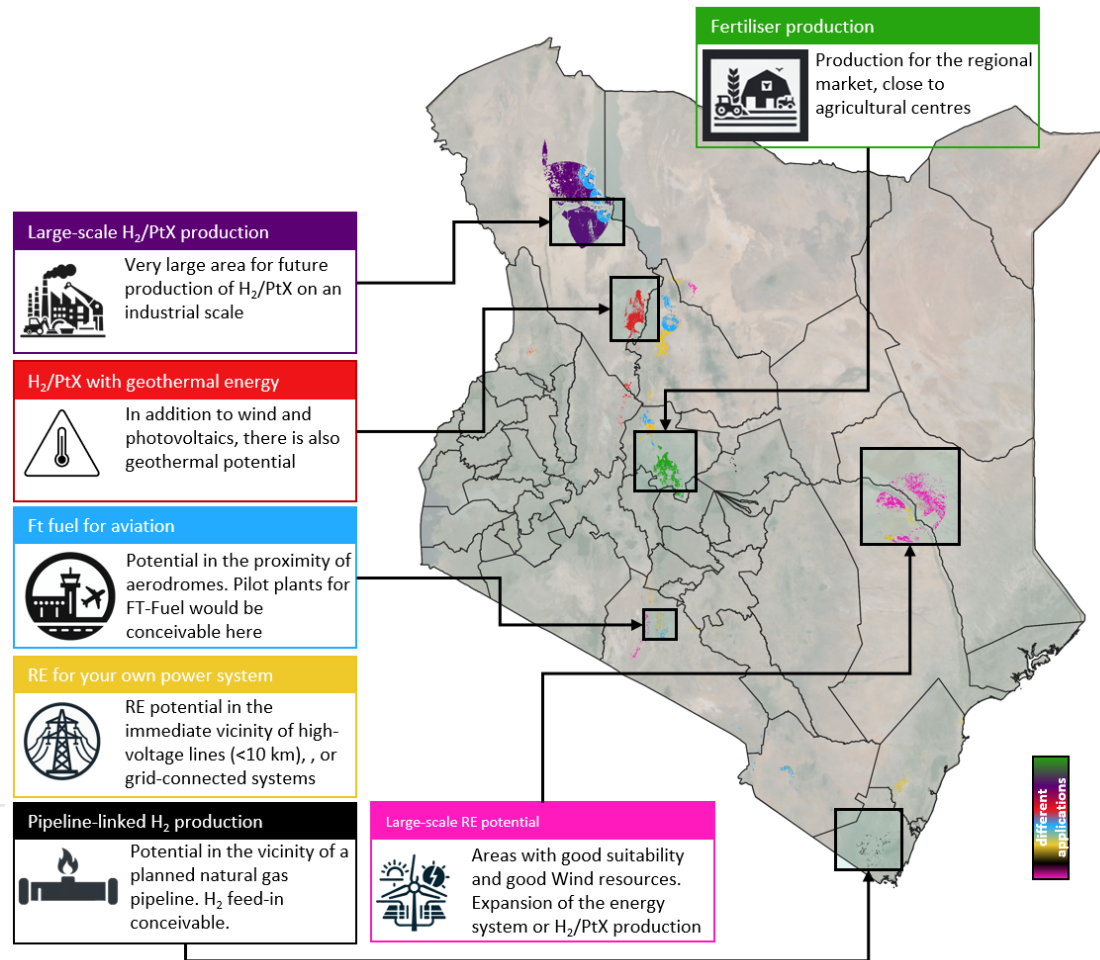 Fertiliser production
Production for the regional
market, close to
agricultural centres
Large-scale H₂/PtX production
Very large area for future
production of H₂/PtX on an
industrial scale
H₂/PtX with geothermal energy
In addition to wind and
photovoltaics, there is also
geothermal potential
Ft fuel for aviation
Potential in the proximity of
aerodromes. Pilot plants for
FT-Fuel would be
conceivable here
RE for your own power system
RE potential in the
immediate vicinity of high-
voltage lines (<10 km), , or
grid-connected systems
Pipeline-linked H₂ production
Potential in the vicinity of a
planned natural gas
pipeline. H₂ feed-in
conceivable.
Large-scale RE potential
Areas with good suitability
and good Wind resources.
Expansion of the energy
system or H₂/PtX production
different
applications